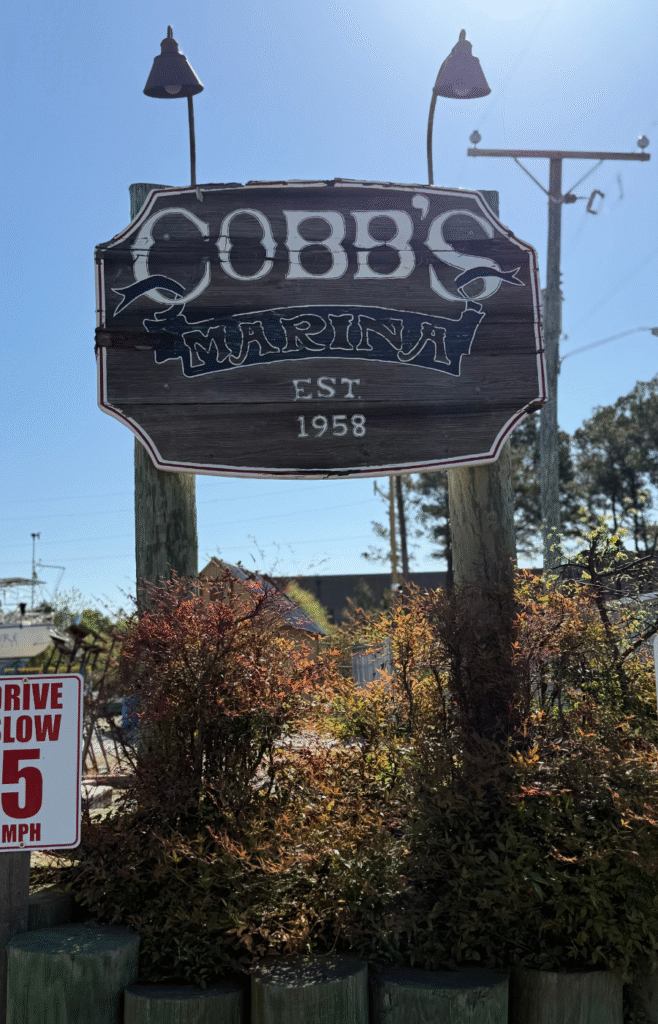 COBB'S
MARINA
EST.
1958
DRIVE
SLOW
5
MPH